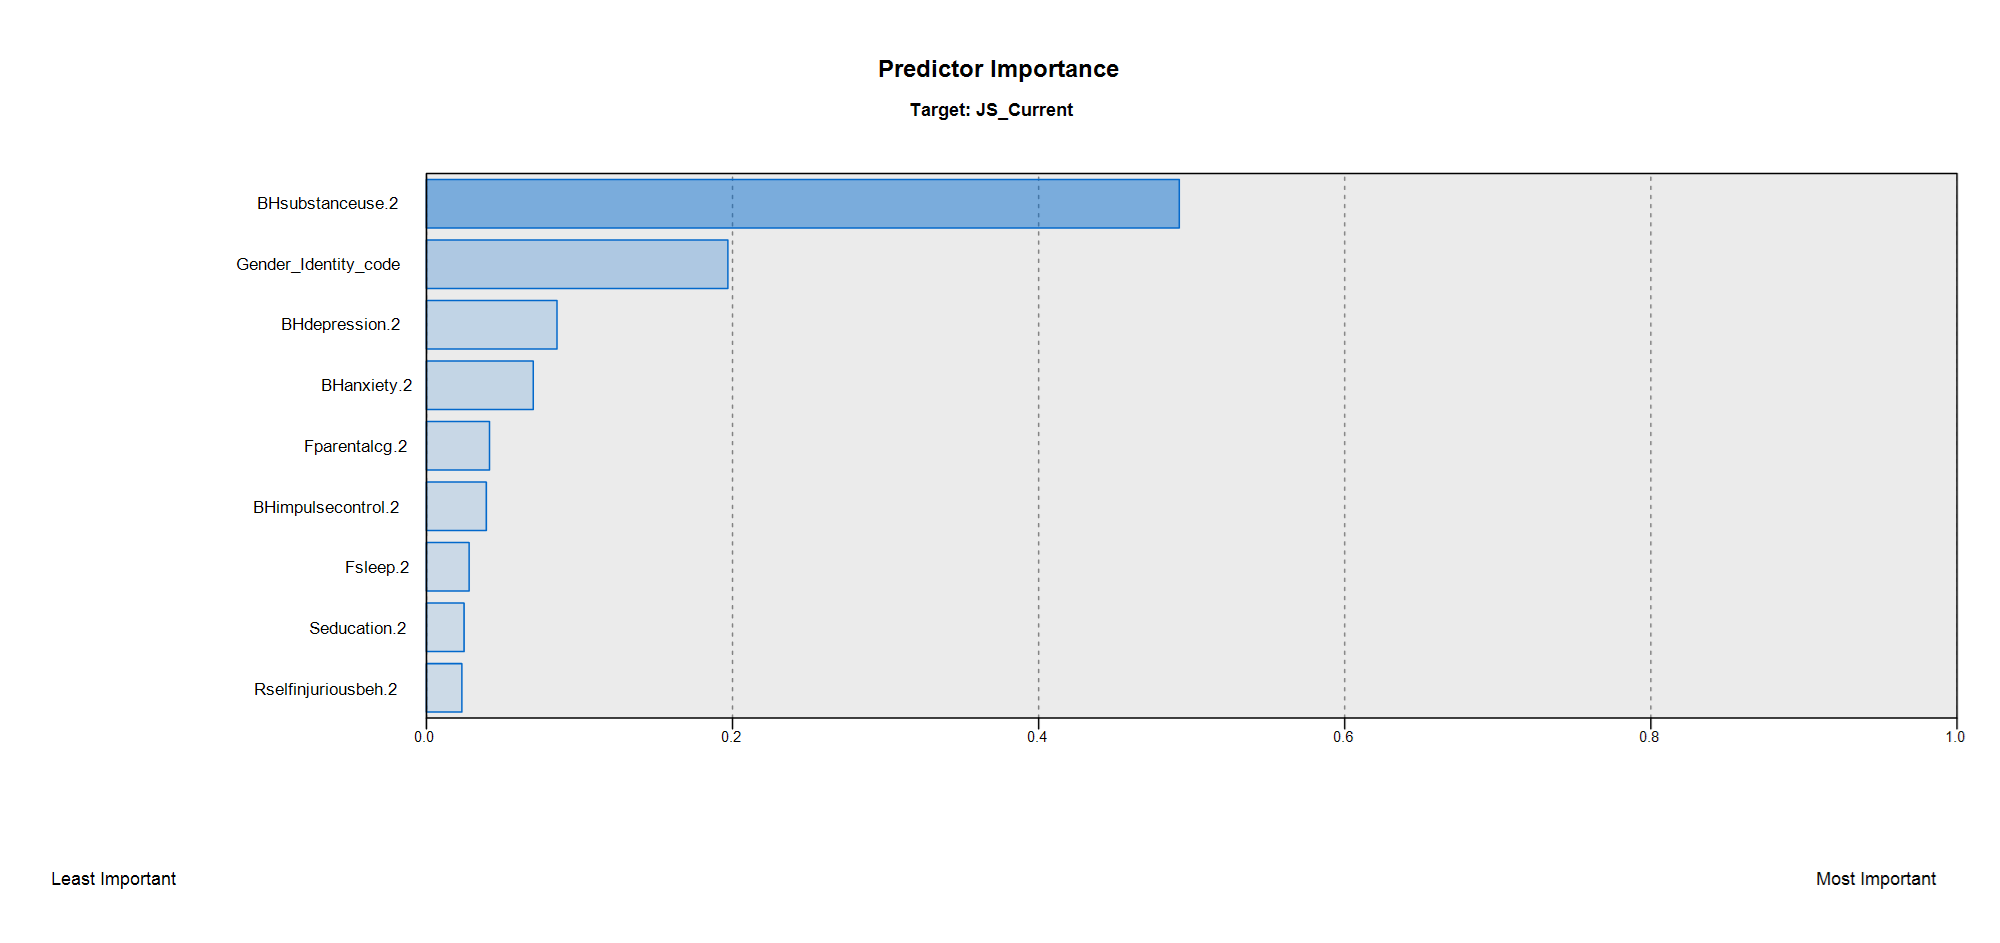 Predictor Importance
Target: JS_Current
BHsubstanceuse.2
Gender_Identity_code
BHdepression.2
BHanxiety.2
Fparentalcg.2
BHimpulsecontrol.2
Fsleep.2
Seducation.2
Rselfinjuriousbeh.2
0.0 0.2 0.4 0.6 0.8 1.0
Least Important Most Important